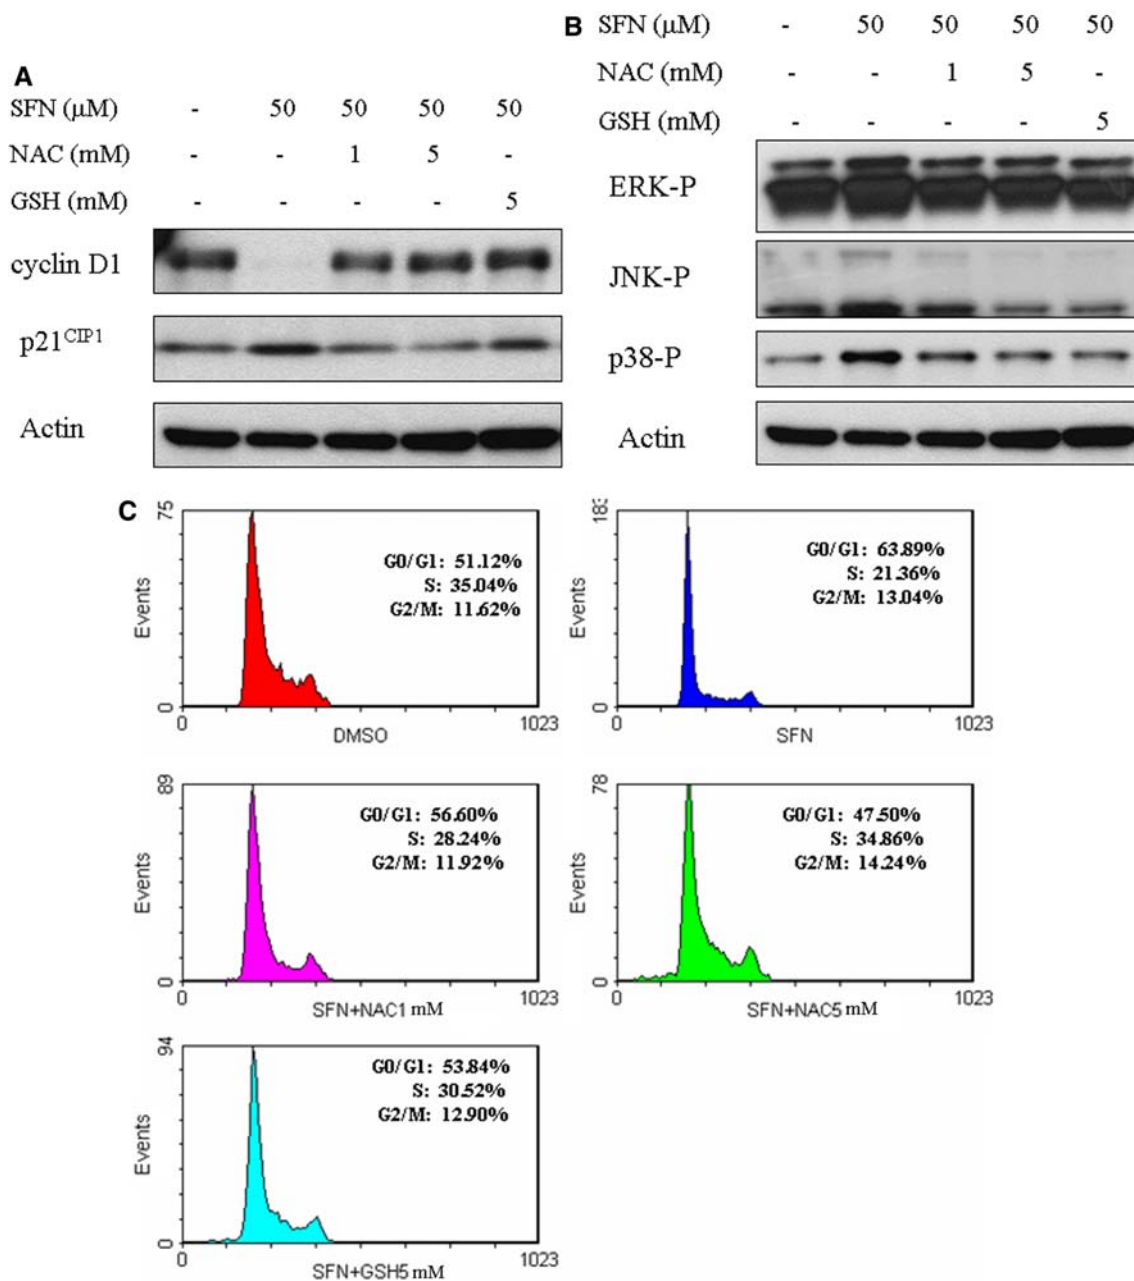 A
SFN (μM) - 50 50 50 50
NAC (mM) - - 1 5 -
GSH (mM) - - - - 5
cyclin D1
p21CIP1
Actin
B SFN (μM) - 50 50 50 50
NAC (mM) - - 1 5 -
GSH (mM) - - - - 5
ERK-P
JNK-P
p38-P
Actin
C
75
Events
G0/G1: 51.12%
S: 35.04%
G2/M: 11.62%
0
0 1023
DMSO
183
Events
G0/G1: 63.89%
S: 21.36%
G2/M: 13.04%
0
0 1023
SFN
89
Events
G0/G1: 56.60%
S: 28.24%
G2/M: 11.92%
0
0 1023
SFN+NAC1 mM
78
Events
G0/G1: 47.50%
S: 34.86%
G2/M: 14.24%
0
0 1023
SFN+NAC5 mM
94
Events
G0/G1: 53.84%
S: 30.52%
G2/M: 12.90%
0
0 1023
SFN+GSH5 mM